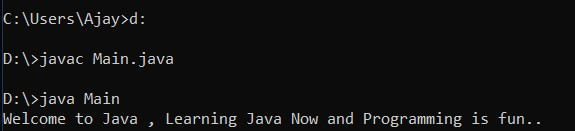 C:\Users\Ajay>d:
D:\>javac Main.java
D:\>java Main
Welcome to Java , Learning Java Now and Programming is fun..